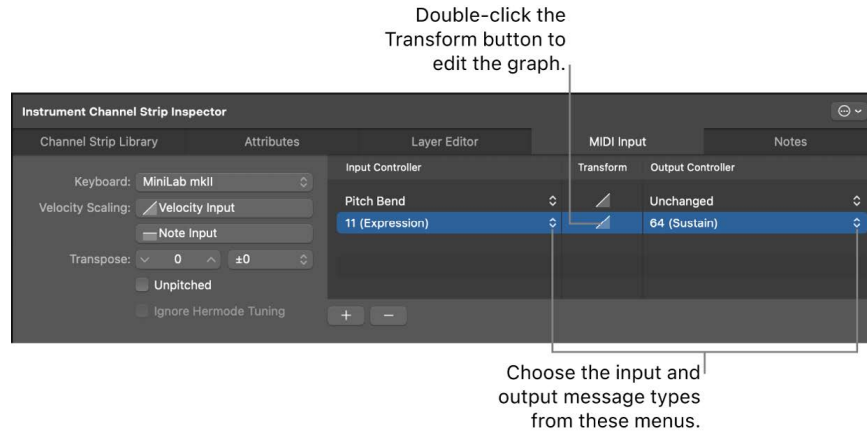 Double-click the
Transform button to
edit the graph.
Instrument Channel Strip Inspector
Channel Strip Library Attributes Layer Editor MIDI Input Notes
Input Controller Transform Output Controller
Keyboard: MiniLab mkII
Pitch Bend Unchanged
Velocity Scaling: Velocity Input
11 (Expression) 64 (Sustain)
Note Input
Transpose: 0 ±0
Unpitched
Ignore Hermode Tuning
+ −
Choose the input and
output message types
from these menus.